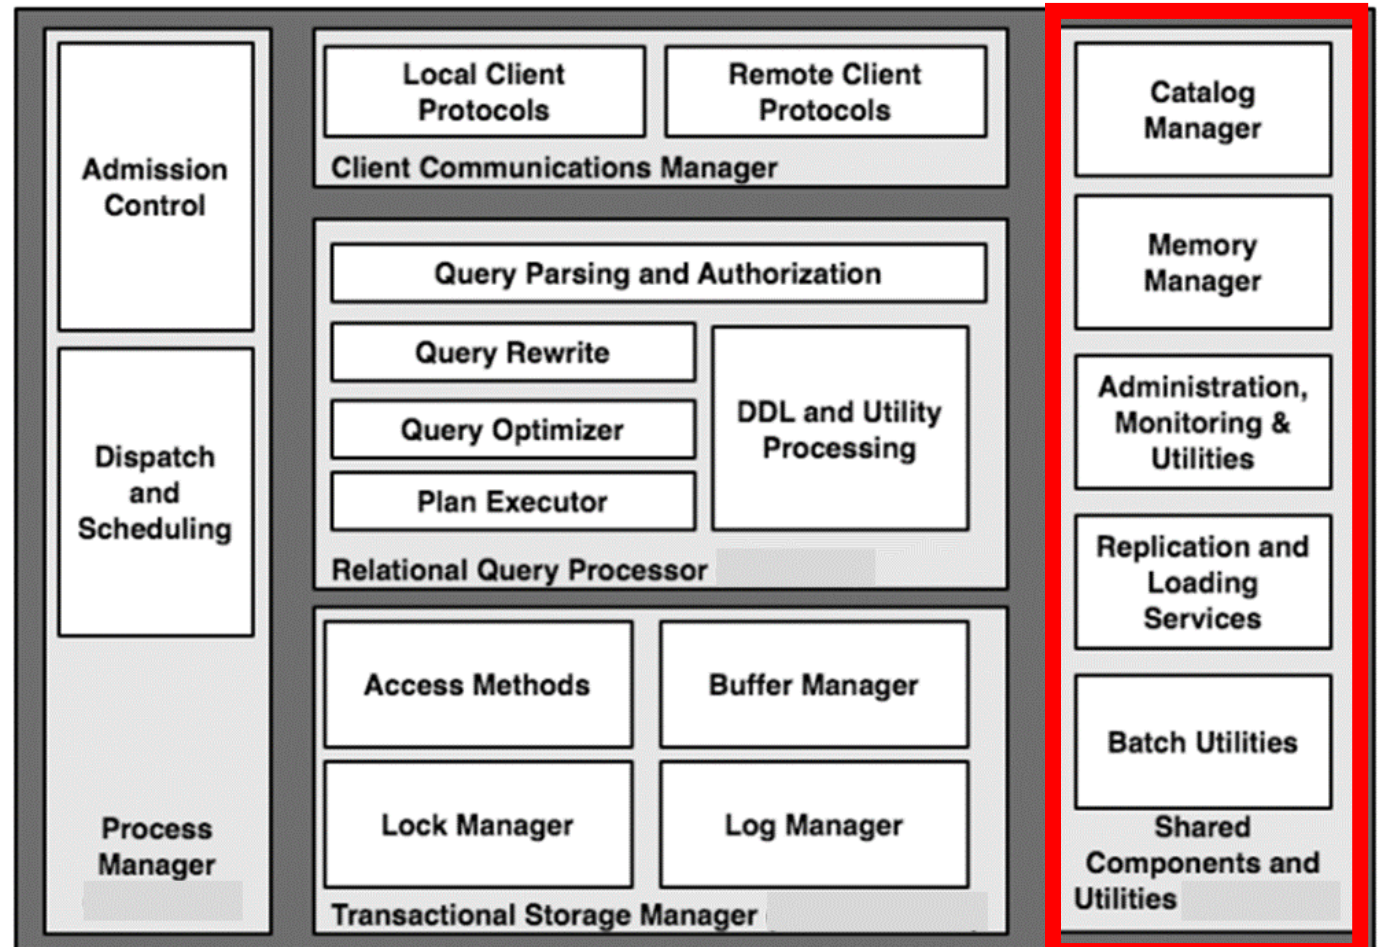 Admission
Control
Dispatch
and
Scheduling
Process
Manager
Local Client
Protocols
Remote Client
Protocols
Client Communications Manager
Query Parsing and Authorization
Query Rewrite
Query Optimizer
Plan Executor
DDL and Utility
Processing
Relational Query Processor
Access Methods
Buffer Manager
Lock Manager
Log Manager
Transactional Storage Manager
Catalog
Manager
Memory
Manager
Administration,
Monitoring &
Utilities
Replication and
Loading
Services
Batch Utilities
Shared
Components and
Utilities